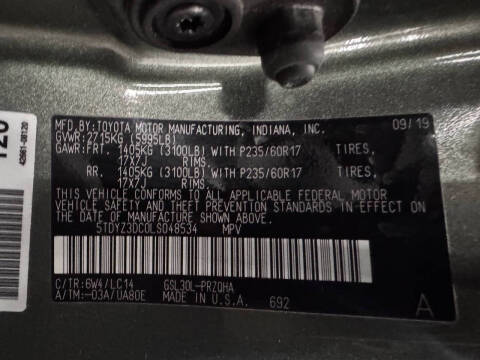 MFD.BY:TOYOTA MOTOR MANUFACTURING, INDIANA, INC. 09/19
GVWR:2715KG (5985LB)
GAWR:FRT. 1405KG (3100LB) WITH P235/60R17 TIRES,
17X7J RIMS,
RR. 1405KG (3100LB) WITH P235/60R17 TIRES,
17X7J RIMS,
THIS VEHICLE CONFORMS TO ALL APPLICABLE FEDERAL MOTOR
VEHICLE SAFETY AND THEFT PREVENTION STANDARDS IN EFFECT ON
THE DATE OF MANUFACTURE SHOWN ABOVE.
5TDYZ3DC0LS048534 MPV
C/TR:6W4/LC14 GSL30L-PRZQHA
A/TM:-03A/UA80E MADE IN U.S.A. 692 A